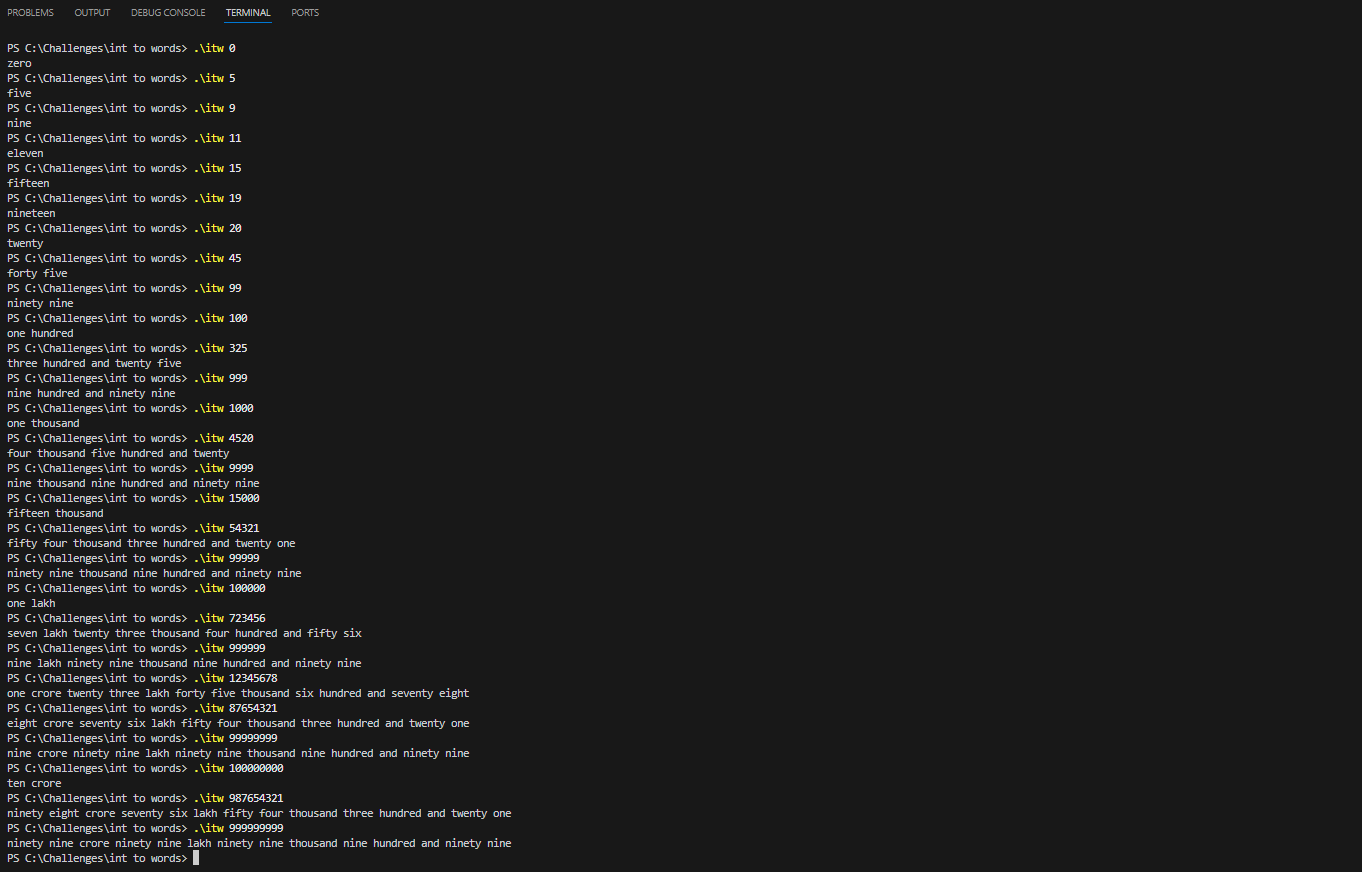 PROBLEMS OUTPUT DEBUG CONSOLE TERMINAL PORTS
PS C:\Challenges\int to words> .\itw 0
zero
PS C:\Challenges\int to words> .\itw 5
five
PS C:\Challenges\int to words> .\itw 9
nine
PS C:\Challenges\int to words> .\itw 11
eleven
PS C:\Challenges\int to words> .\itw 15
fifteen
PS C:\Challenges\int to words> .\itw 19
nineteen
PS C:\Challenges\int to words> .\itw 20
twenty
PS C:\Challenges\int to words> .\itw 45
forty five
PS C:\Challenges\int to words> .\itw 99
ninety nine
PS C:\Challenges\int to words> .\itw 100
one hundred
PS C:\Challenges\int to words> .\itw 325
three hundred and twenty five
PS C:\Challenges\int to words> .\itw 999
nine hundred and ninety nine
PS C:\Challenges\int to words> .\itw 1000
one thousand
PS C:\Challenges\int to words> .\itw 4520
four thousand five hundred and twenty
PS C:\Challenges\int to words> .\itw 9999
nine thousand nine hundred and ninety nine
PS C:\Challenges\int to words> .\itw 15000
fifteen thousand
PS C:\Challenges\int to words> .\itw 54321
fifty four thousand three hundred and twenty one
PS C:\Challenges\int to words> .\itw 99999
ninety nine thousand nine hundred and ninety nine
PS C:\Challenges\int to words> .\itw 100000
one lakh
PS C:\Challenges\int to words> .\itw 723456
seven lakh twenty three thousand four hundred and fifty six
PS C:\Challenges\int to words> .\itw 999999
nine lakh ninety nine thousand nine hundred and ninety nine
PS C:\Challenges\int to words> .\itw 12345678
one crore twenty three lakh forty five thousand six hundred and seventy eight
PS C:\Challenges\int to words> .\itw 87654321
eight crore seventy six lakh fifty four thousand three hundred and twenty one
PS C:\Challenges\int to words> .\itw 99999999
nine crore ninety nine lakh ninety nine thousand nine hundred and ninety nine
PS C:\Challenges\int to words> .\itw 100000000
ten crore
PS C:\Challenges\int to words> .\itw 987654321
ninety eight crore seventy six lakh fifty four thousand three hundred and twenty one
PS C:\Challenges\int to words> .\itw 999999999
ninety nine crore ninety nine lakh ninety nine thousand nine hundred and ninety nine
PS C:\Challenges\int to words>